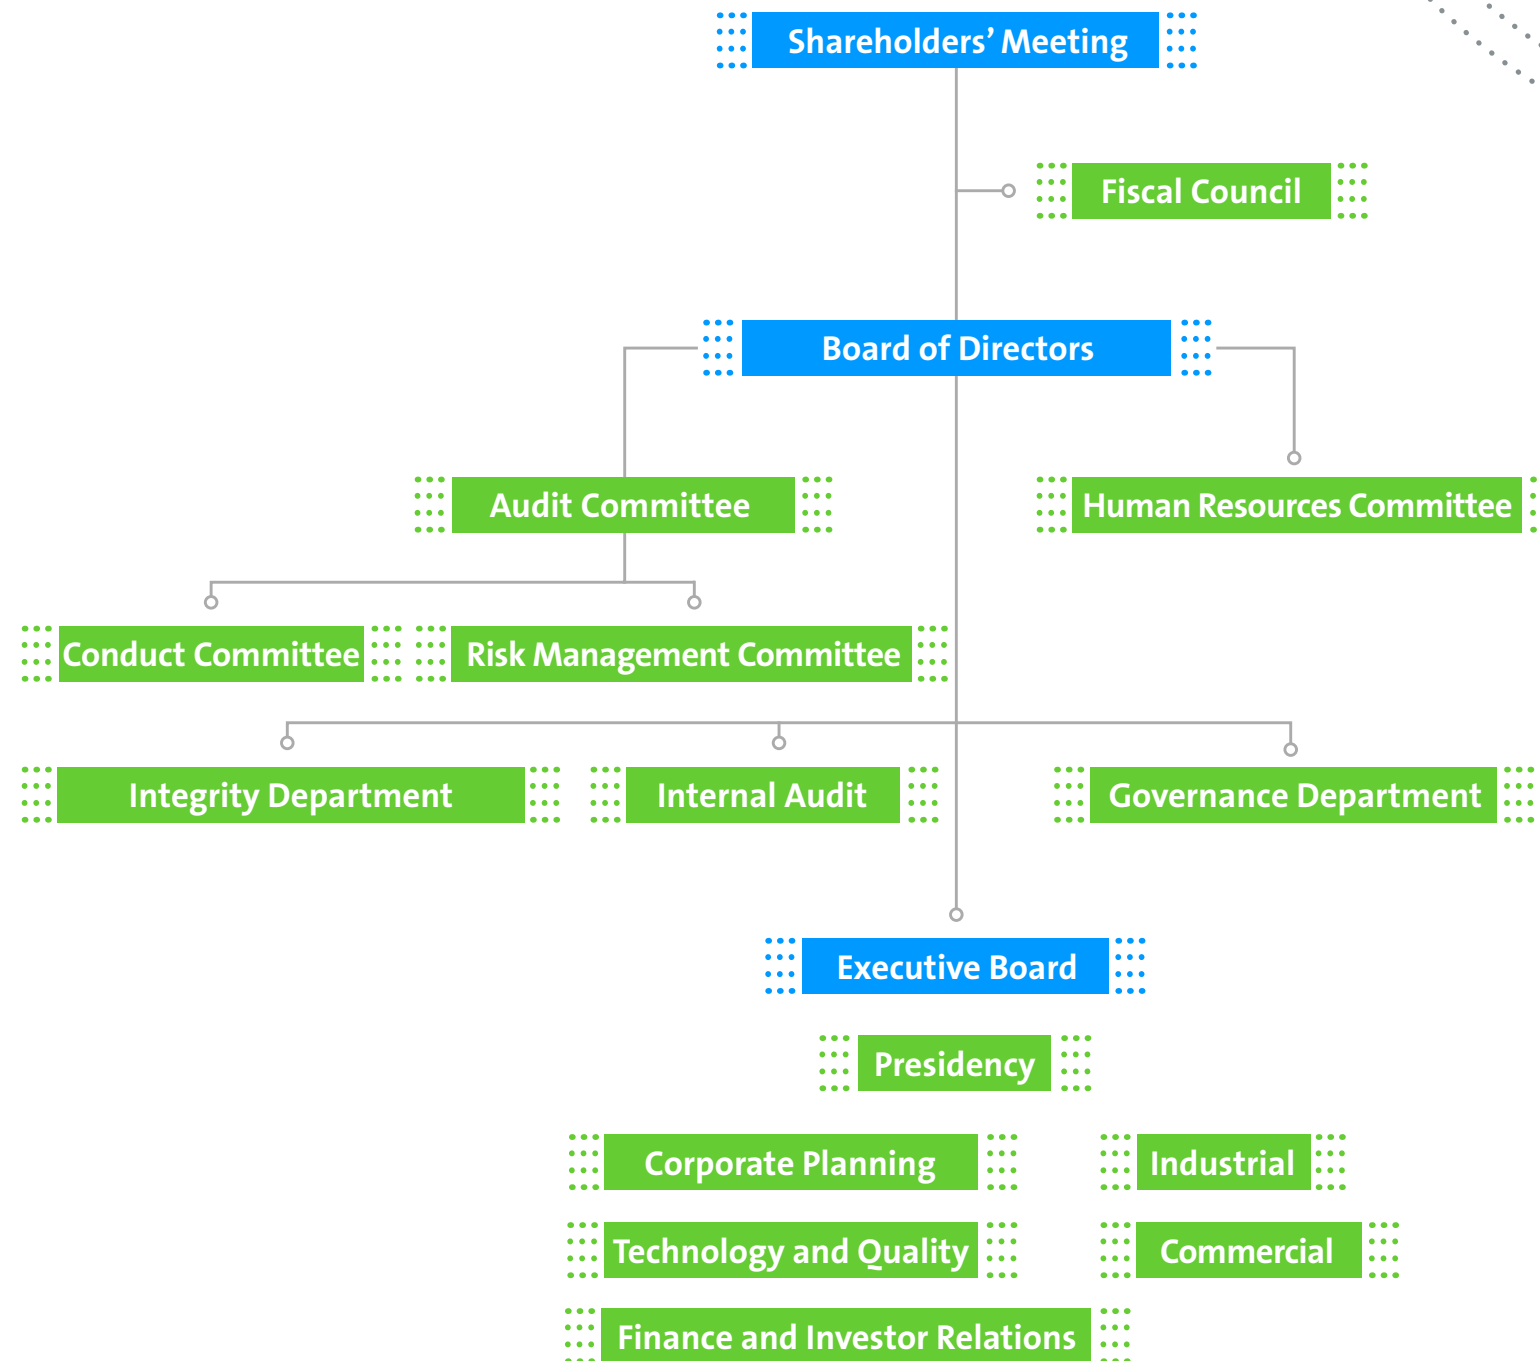 Shareholders’ Meeting
Fiscal Council
Board of Directors
Audit Committee
Human Resources Committee
Conduct Committee
Risk Management Committee
Integrity Department
Internal Audit
Governance Department
Executive Board
Presidency
Corporate Planning
Industrial
Technology and Quality
Commercial
Finance and Investor Relations